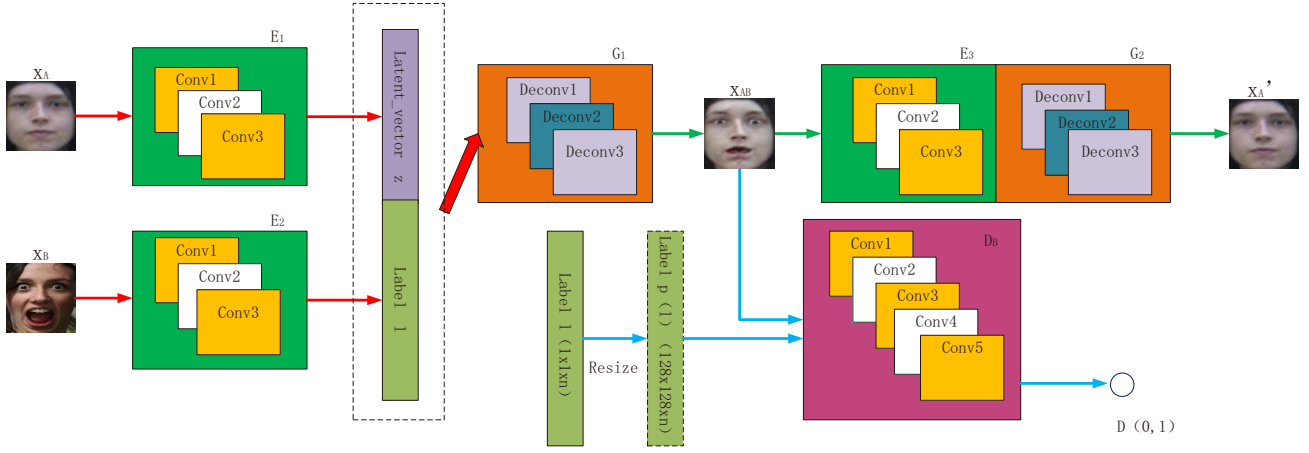 XA
E1
Conv1
Conv2
Conv3
Latent_vector z
Label l
XB
E2
Conv1
Conv2
Conv3
G1
Deconv1
Deconv2
Deconv3
XAB
E3
Conv1
Conv2
Conv3
G2
Deconv1
Deconv2
Deconv3
XA’
Label l (1x1xn)
Resize
Label p (l) (128x128xn)
DB
Conv1
Conv2
Conv3
Conv4
Conv5
D (0,1)